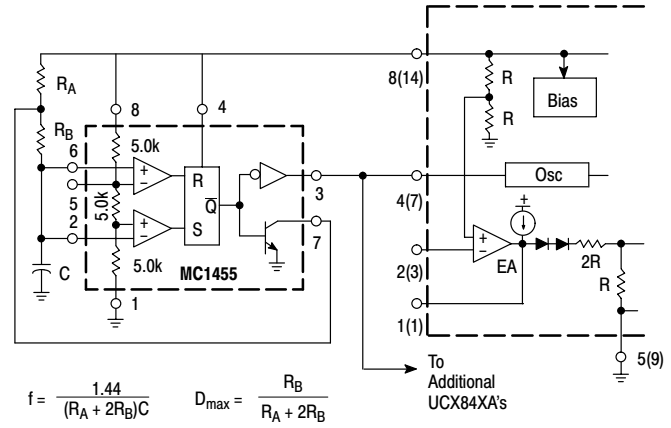 R_A
8(14)
R
Bias
R
R_B
8
4
6
5.0k
+
−
R
3
4(7)
Osc
5
5.0k
Q̅
+
2
+
−
S
7
+
−
EA
2R
2(3)
R
C
5.0k
MC1455
1
1(1)
5(9)
To
Additional
UCX84XA's
f = 1.44 / (R_A + 2R_B)C
D_max = R_B / R_A + 2R_B